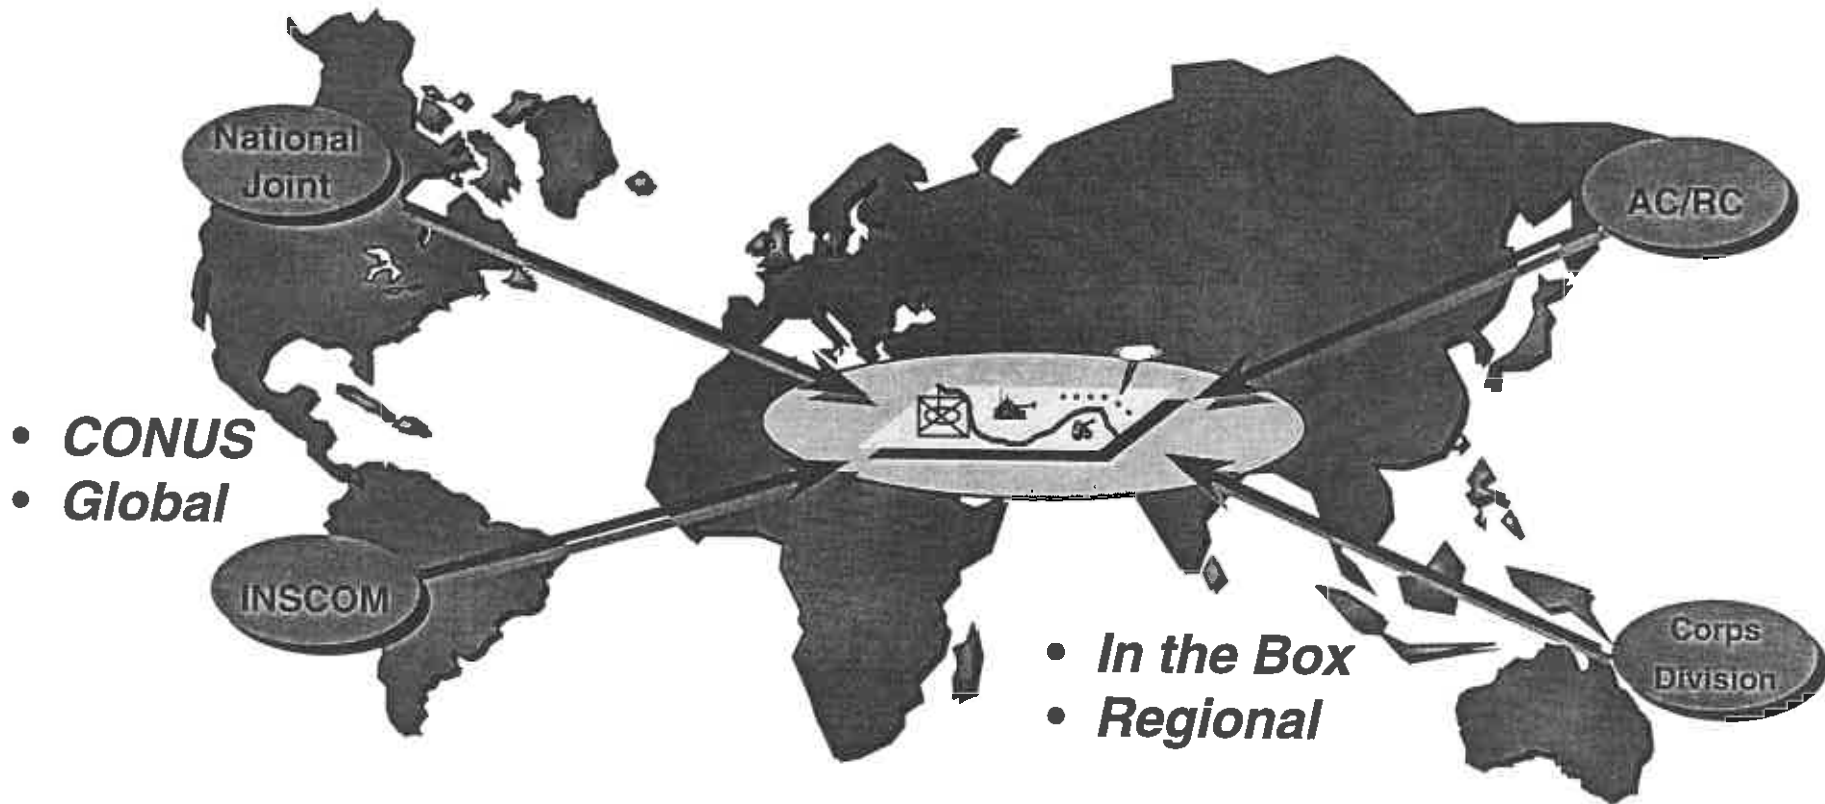 National
Joint
AC/RC
• CONUS
• Global
INSCOM
• In the Box
• Regional
Corps
Division